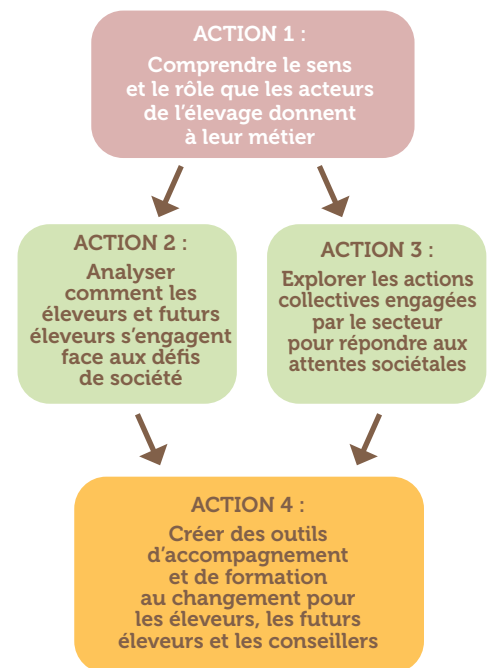 ACTION 1 :
Comprendre le sens
et le rôle que les acteurs
de l'élevage donnent
à leur métier
ACTION 2 :
Analyser
comment les
éleveurs et futurs
éleveurs s'engagent
face aux défis
de société
ACTION 3 :
Explorer les actions
collectives engagées
par le secteur
pour répondre aux
attentes sociétales
ACTION 4 :
Créer des outils
d'accompagnement
et de formation
au changement pour
les éleveurs, les futurs
éleveurs et les conseillers